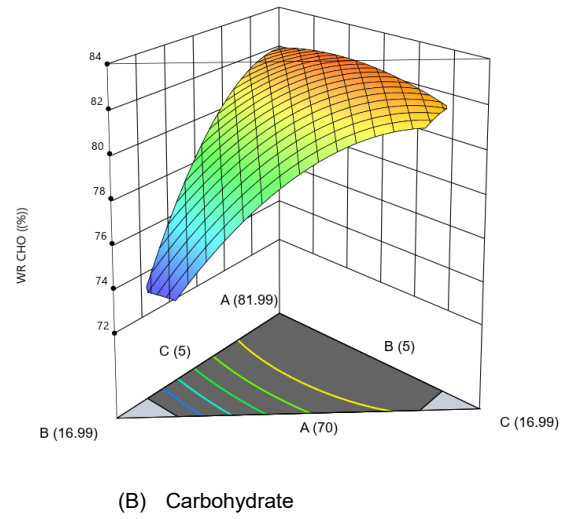 84
82
80
78
76
74
72
WR CHO ((%))
A (81.99)
C (5)
B (5)
B (16.99)
A (70)
C (16.99)
(B) Carbohydrate